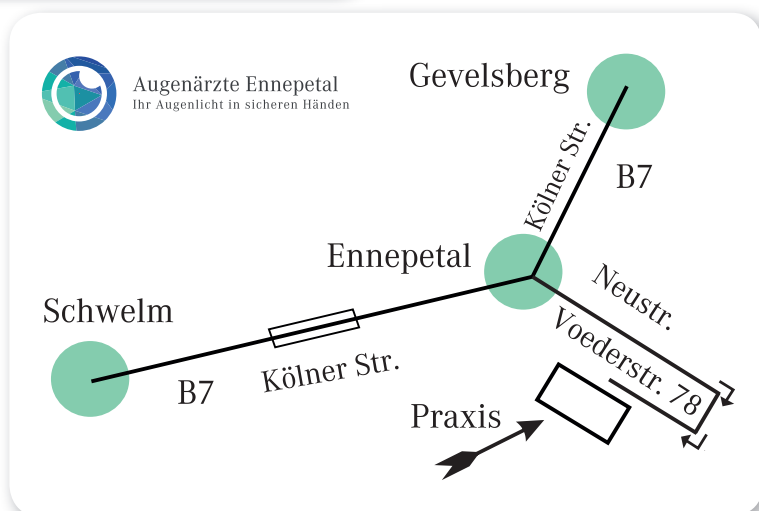 Augenärzte Ennepetal
Ihr Augenlicht in sicheren Händen
Gevelsberg
Kölner Str.
B7
Ennepetal
Neustr.
Schwelm
Voederstr. 78
Kölner Str.
B7
Praxis